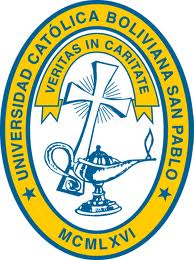 UNIVERSIDAD CATÓLICA BOLIVIANA SAN PABLO
VERITAS IN CARITATE
MCMLXVI